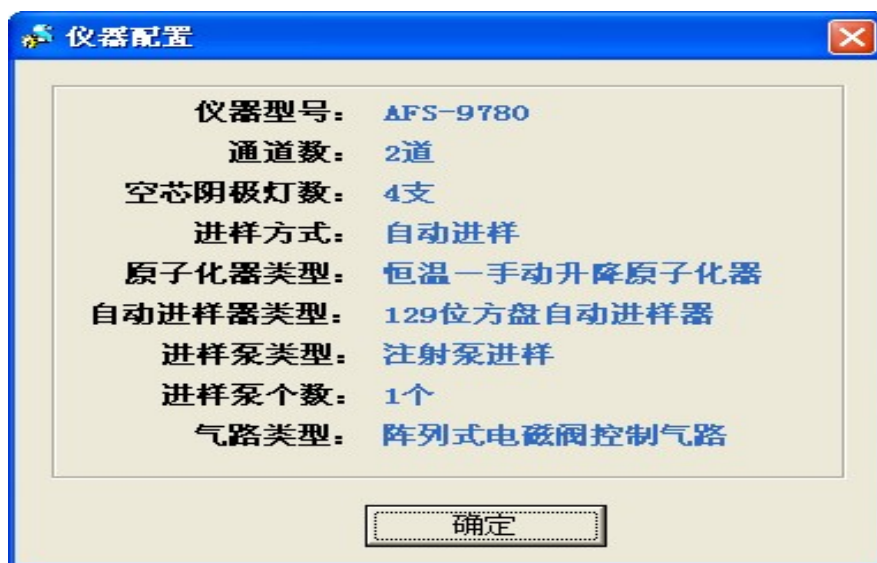 仪器配置
仪器型号： AFS-9780
通道数： 2道
空芯阴极灯数： 4支
进样方式： 自动进样
原子化器类型： 恒温一手动升降原子化器
自动进样器类型： 129位方盘自动进样器
进样泵类型： 注射泵进样
进样泵个数： 1个
气路类型： 阵列式电磁阀控制气路
确定